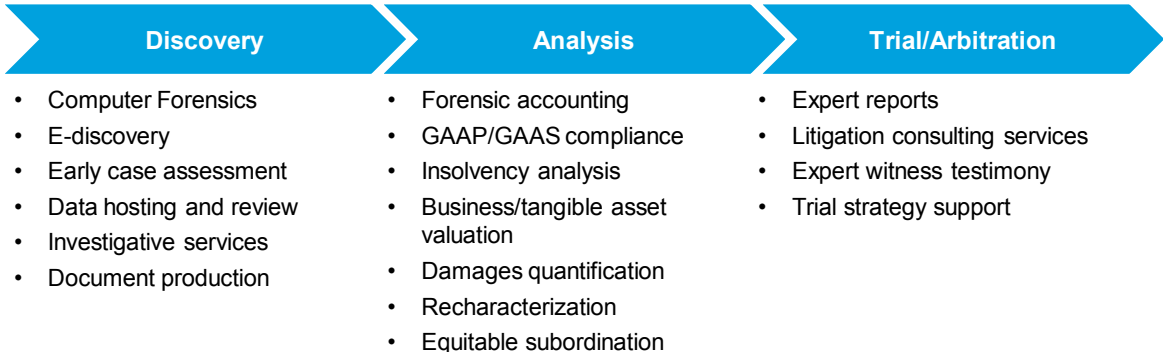 Discovery
• Computer Forensics
• E-discovery
• Early case assessment
• Data hosting and review
• Investigative services
• Document production
Analysis
• Forensic accounting
• GAAP/GAAS compliance
• Insolvency analysis
• Business/tangible asset
valuation
• Damages quantification
• Recharacterization
• Equitable subordination
Trial/Arbitration
• Expert reports
• Litigation consulting services
• Expert witness testimony
• Trial strategy support